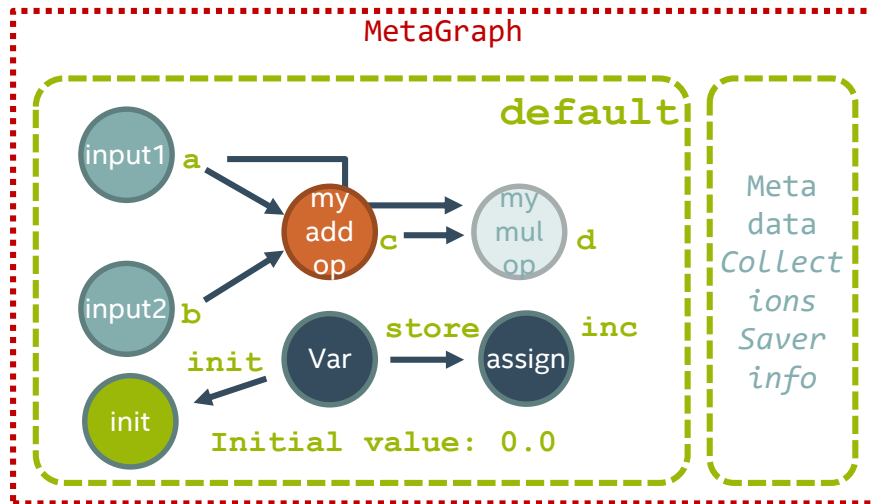 MetaGraph
default
input1
a
my
add
op
c
my
mul
op
d
input2
b
init
Var
store
assign
inc
init
Initial value: 0.0
Meta
data
Collect
ions
Saver
info